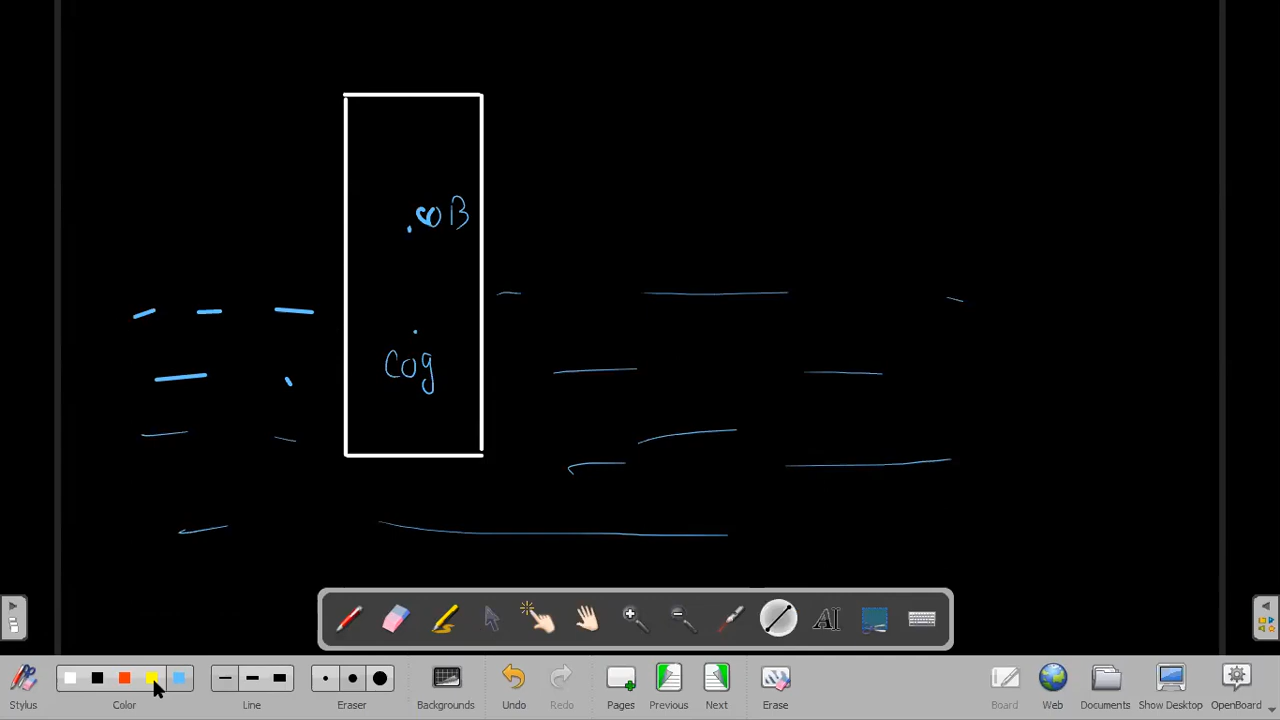 coB
Cog
Stylus
Color
Line
Eraser
Backgrounds
Undo
Redo
Pages
Previous
Next
Erase
Board
Web
Documents
Show Desktop
OpenBoard